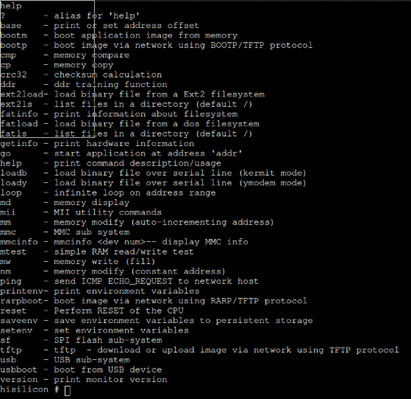 help
?       - alias for 'help'
base    - print or set address offset
bootm   - boot application image from memory
bootp   - boot image via network using BOOTP/TFTP protocol
cmp     - memory compare
cp      - memory copy
crc32   - checksum calculation
ddr     - ddr training function
ext2load- load binary file from a Ext2 filesystem
ext2ls  - list files in a directory (default /)
fatinfo - print information about filesystem
fatload - load binary file from a dos filesystem
fatls   - list files in a directory (default /)
getinfo - print hardware information
go      - start application at address 'addr'
help    - print command description/usage
loadb   - load binary file over serial line (kermit mode)
loady   - load binary file over serial line (ymodem mode)
loop    - infinite loop on address range
md      - memory display
mii     - MII utility commands
mm      - memory modify (auto-incrementing address)
mmc     - MMC sub system
mmcinfo - mmcinfo <dev num>-- display MMC info
mtest   - simple RAM read/write test
mw      - memory write (fill)
nm      - memory modify (constant address)
ping    - send ICMP ECHO_REQUEST to network host
printenv- print environment variables
rarpboot- boot image via network using RARP/TFTP protocol
reset   - Perform RESET of the CPU
saveenv - save environment variables to persistent storage
setenv  - set environment variables
sf      - SPI flash sub-system
tftp    - tftp  - download or upload image via network using TFTP protocol
usb     - USB sub-system
usbboot - boot from USB device
version - print monitor version
hisilicon #